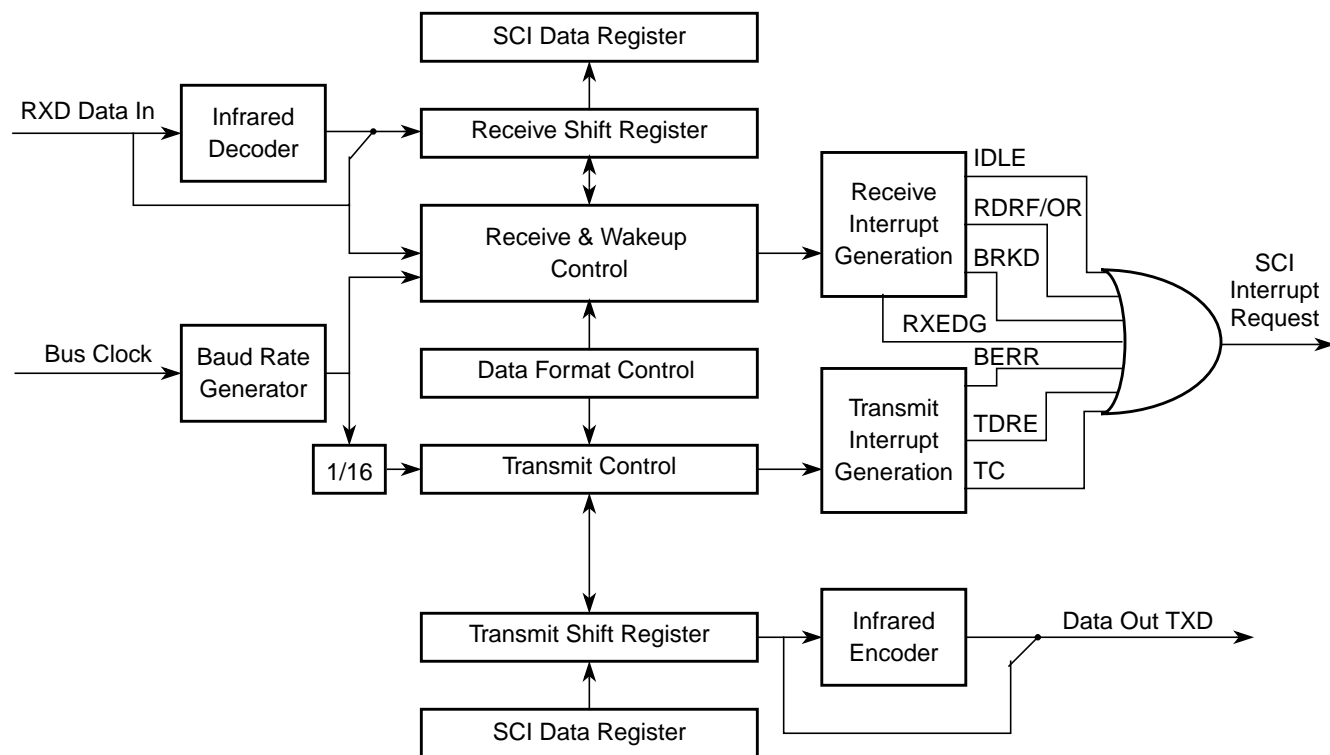 SCI Data Register
RXD Data In
Infrared
Decoder
Receive Shift Register
IDLE
Receive
Interrupt
Generation
RDRF/OR
Receive & Wakeup
Control
BRKD
SCI
Interrupt
Request
RXEDG
Bus Clock
Baud Rate
Generator
Data Format Control
BERR
Transmit
Interrupt
Generation
TDRE
1/16
Transmit Control
TC
Transmit Shift Register
Infrared
Encoder
Data Out TXD
SCI Data Register